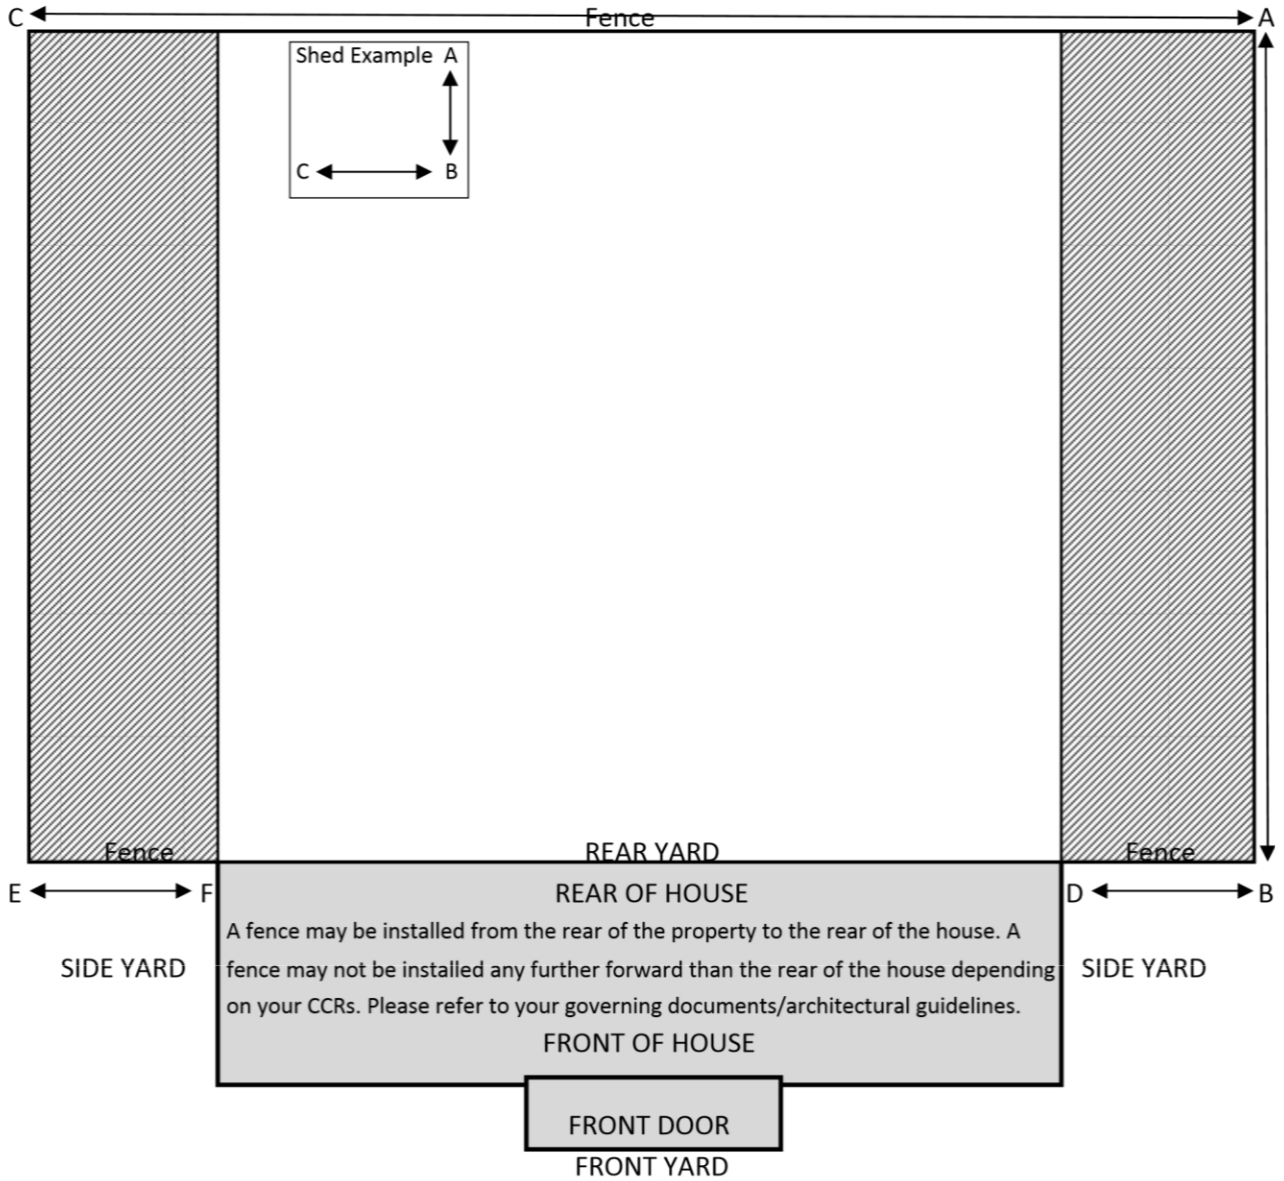 C Fence A
Shed Example A
C B
Fence REAR YARD Fence
E F REAR OF HOUSE D B
A fence may be installed from the rear of the property to the rear of the house. A
SIDE YARD fence may not be installed any further forward than the rear of the house depending SIDE YARD
on your CCRs. Please refer to your governing documents/architectural guidelines.
FRONT OF HOUSE
FRONT DOOR
FRONT YARD